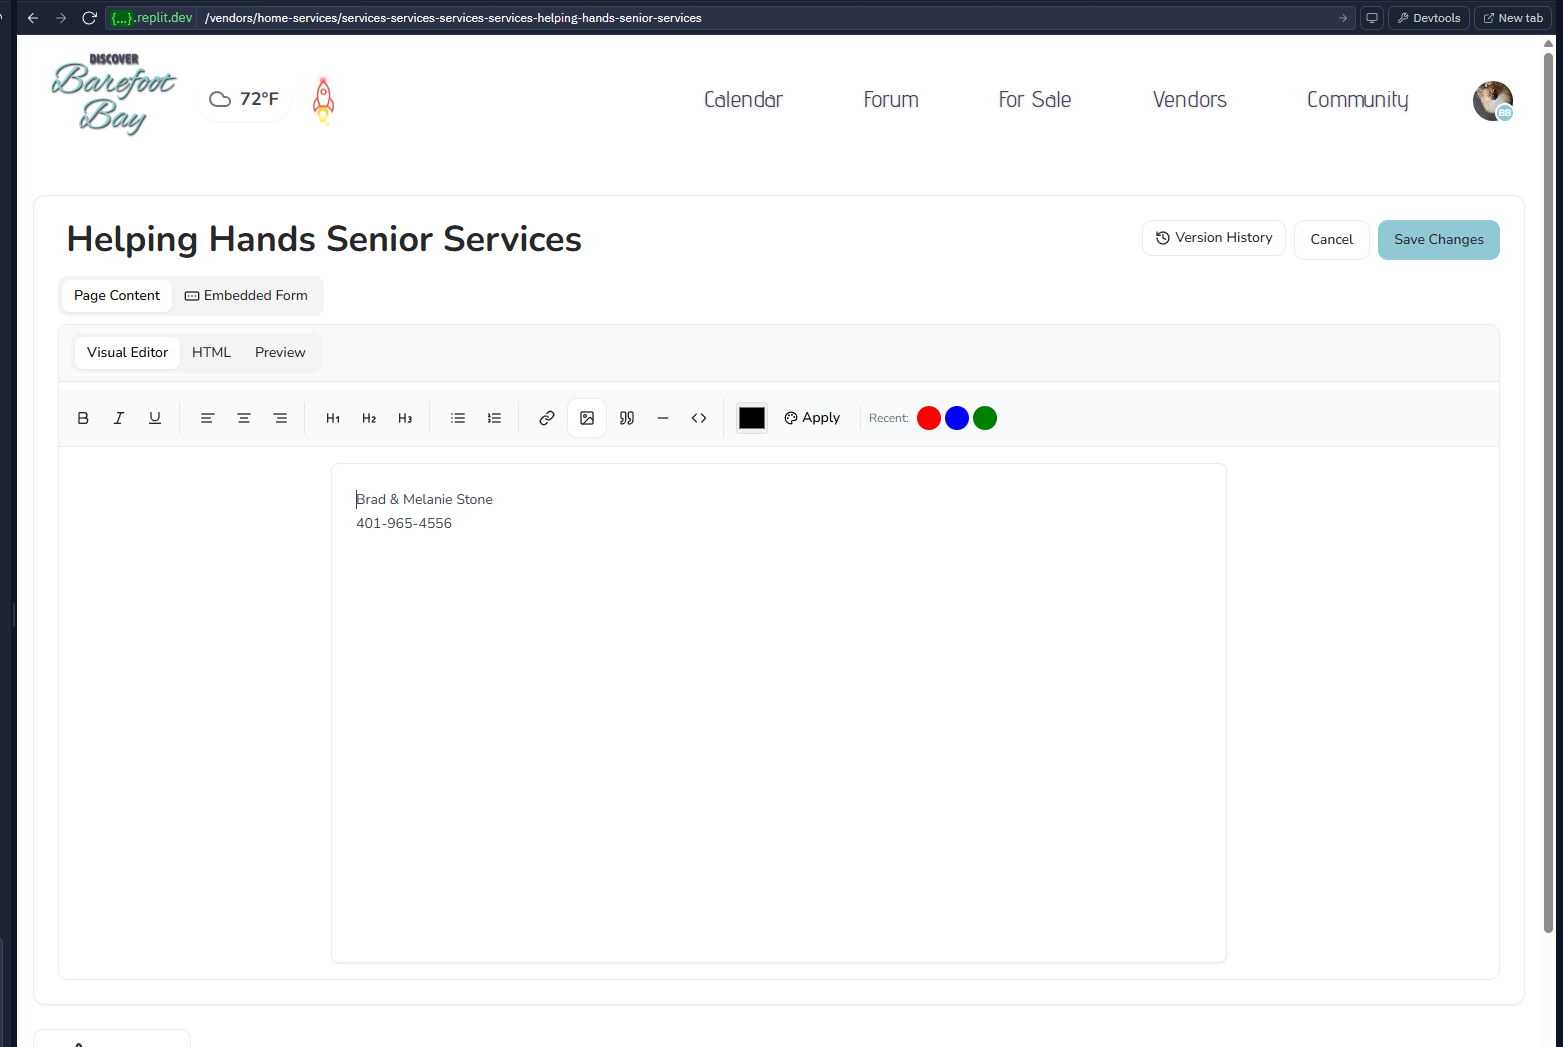 {...}.replit.dev /vendors/home-services/services-services-services-services-helping-hands-senior-services
Devtools
New tab
DISCOVER
Barefoot
Bay
72°F
Calendar
Forum
For Sale
Vendors
Community
BB
Helping Hands Senior Services
Version History
Cancel
Save Changes
Page Content
Embedded Form
Visual Editor
HTML
Preview
B I U H1 H2 H3 Apply Recent:
Brad & Melanie Stone
401-965-4556